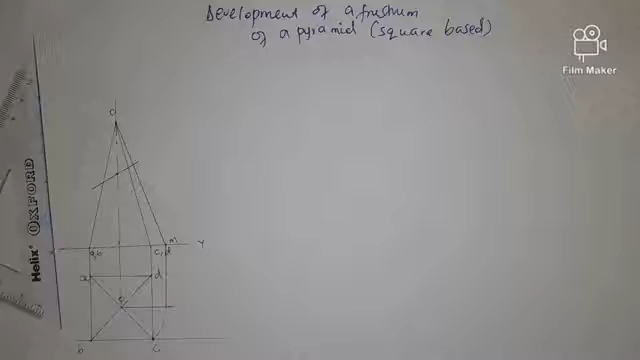 Development of a frustum
of a pyramid (square based)
Film Maker
Helix OXFORD
O
a,b
c,d
m
Y
a
d
o
b
c